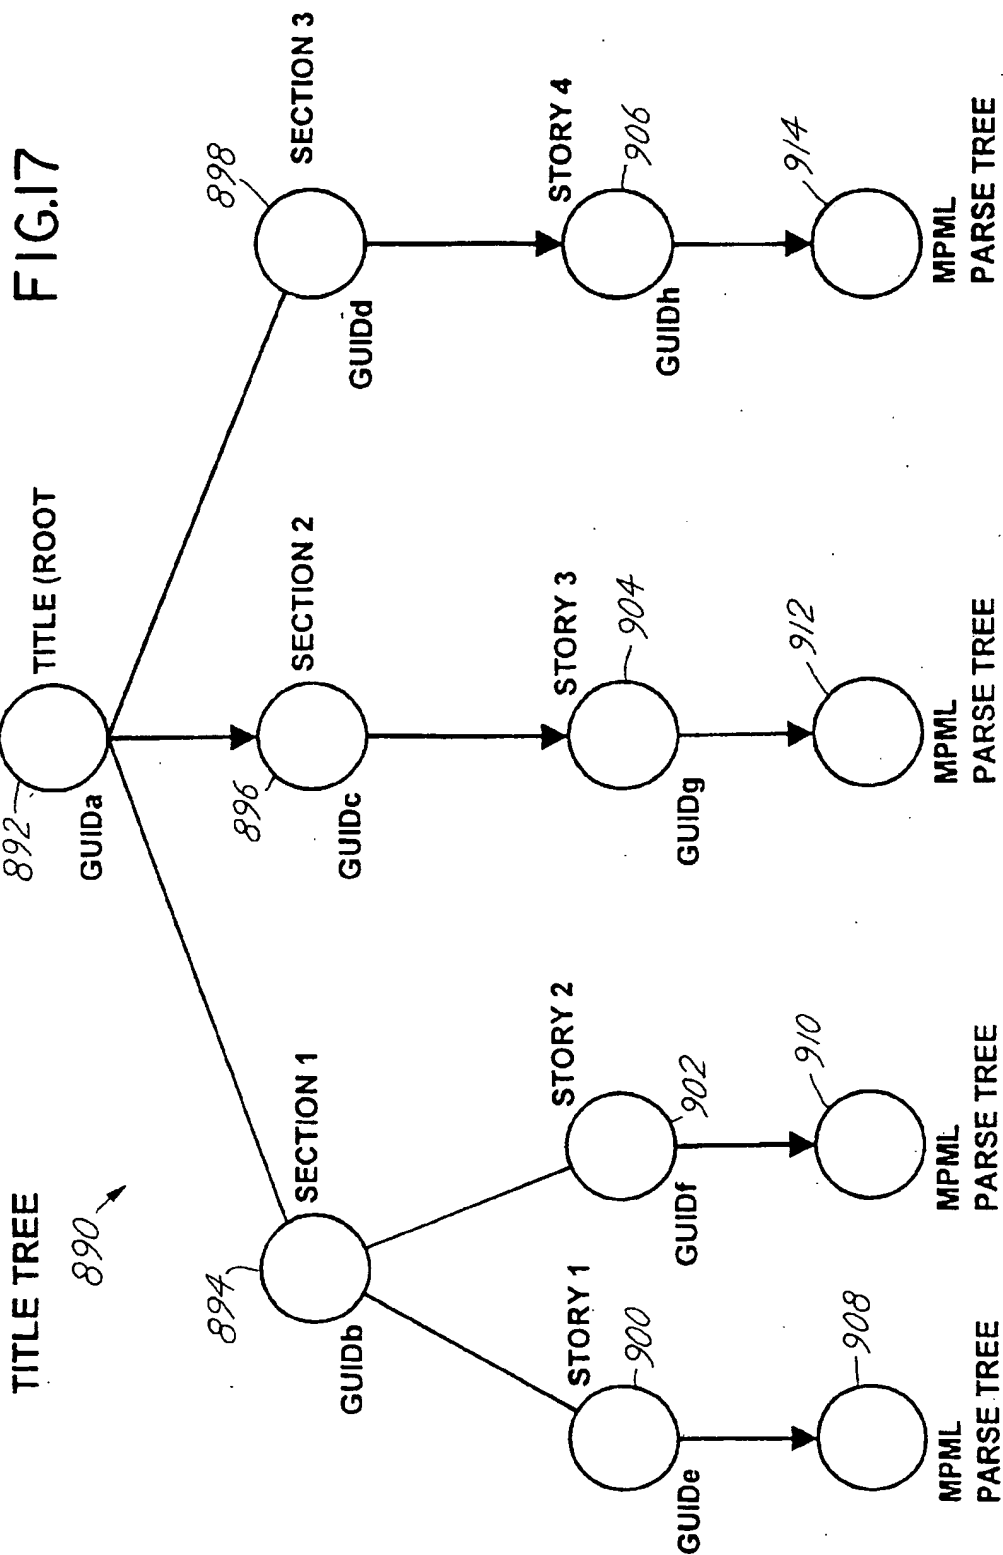 FIG.17
TITLE TREE
890
892
TITLE (ROOT
GUIDa
894
SECTION 1
GUIDb
896
SECTION 2
GUIDc
898
SECTION 3
GUIDd
STORY 1
900
GUIDe
STORY 2
902
GUIDf
STORY 3
904
GUIDg
STORY 4
906
GUIDh
908
MPML
PARSE TREE
910
MPML
PARSE TREE
912
MPML
PARSE TREE
914
MPML
PARSE TREE